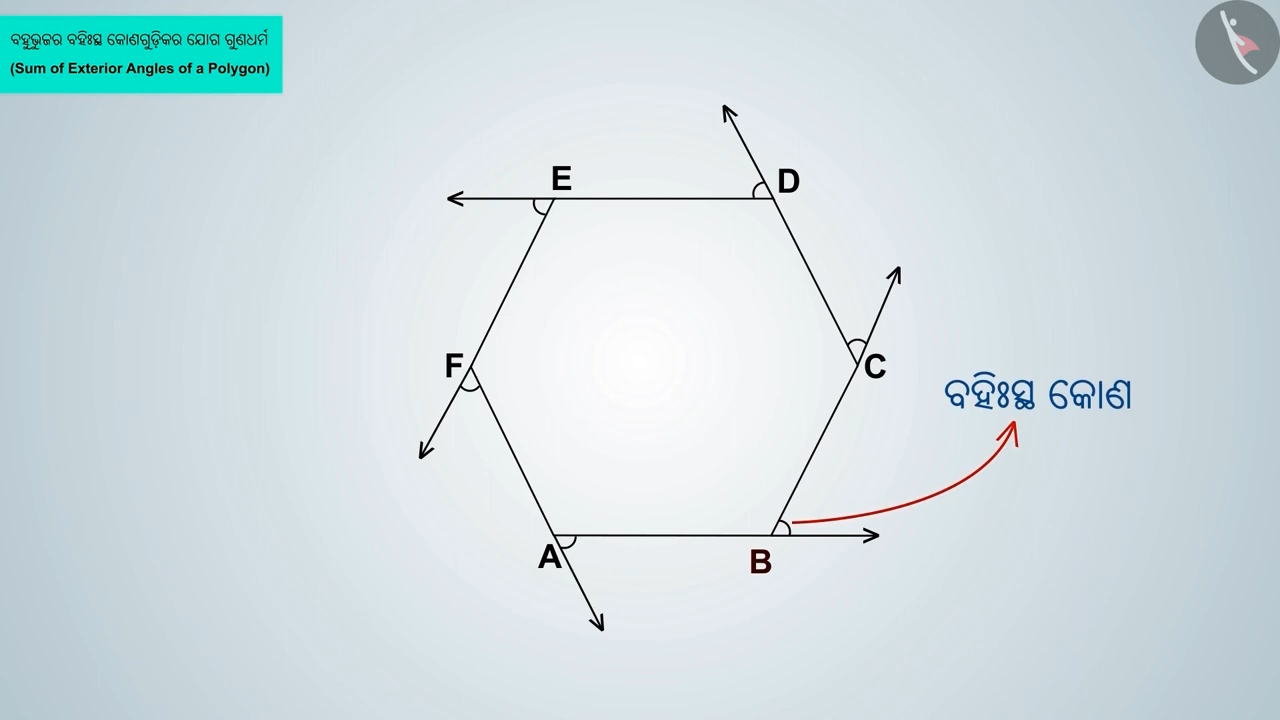 ବହୁଭୁଜର ବହିଃସ୍ଥ କୋଣଗୁଡ଼ିକର ଯୋଗ ଗୁଣଧର୍ମ
(Sum of Exterior Angles of a Polygon)
E
D
F
C
ବହିଃସ୍ଥ କୋଣ
A
B